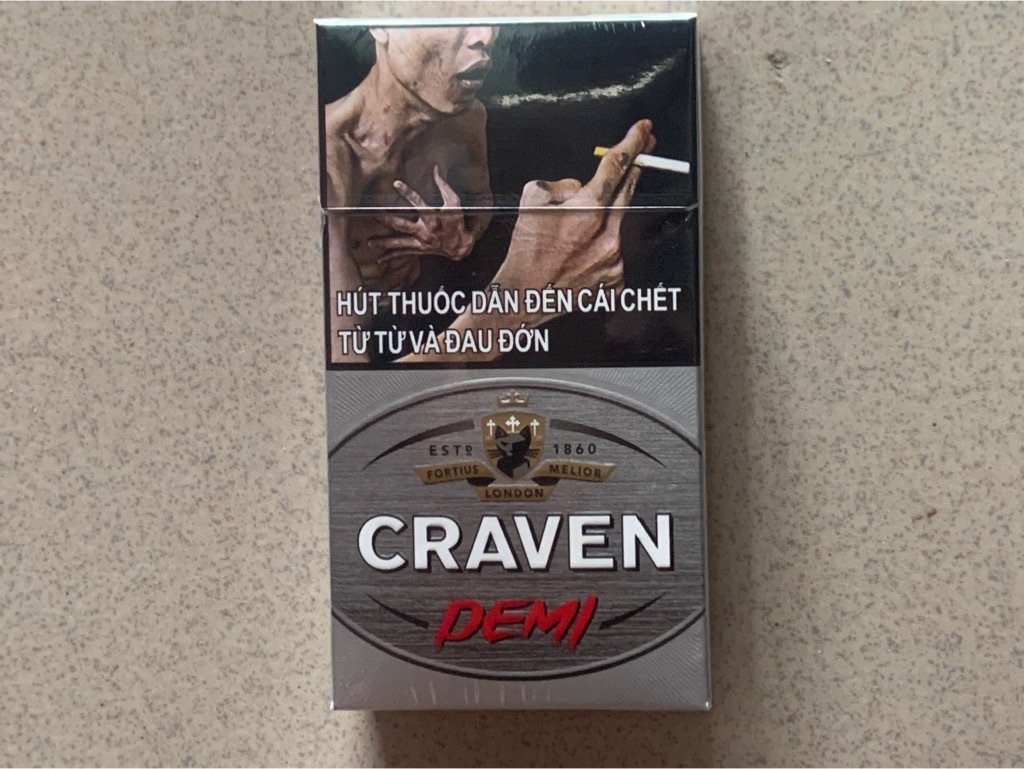 HÚT THUỐC DẪN ĐẾN CÁI CHẾT
TỪ TỪ VÀ ĐAU ĐỚN
ESTD 1860
FORTIUS MELIOR
LONDON
CRAVEN
DEMI